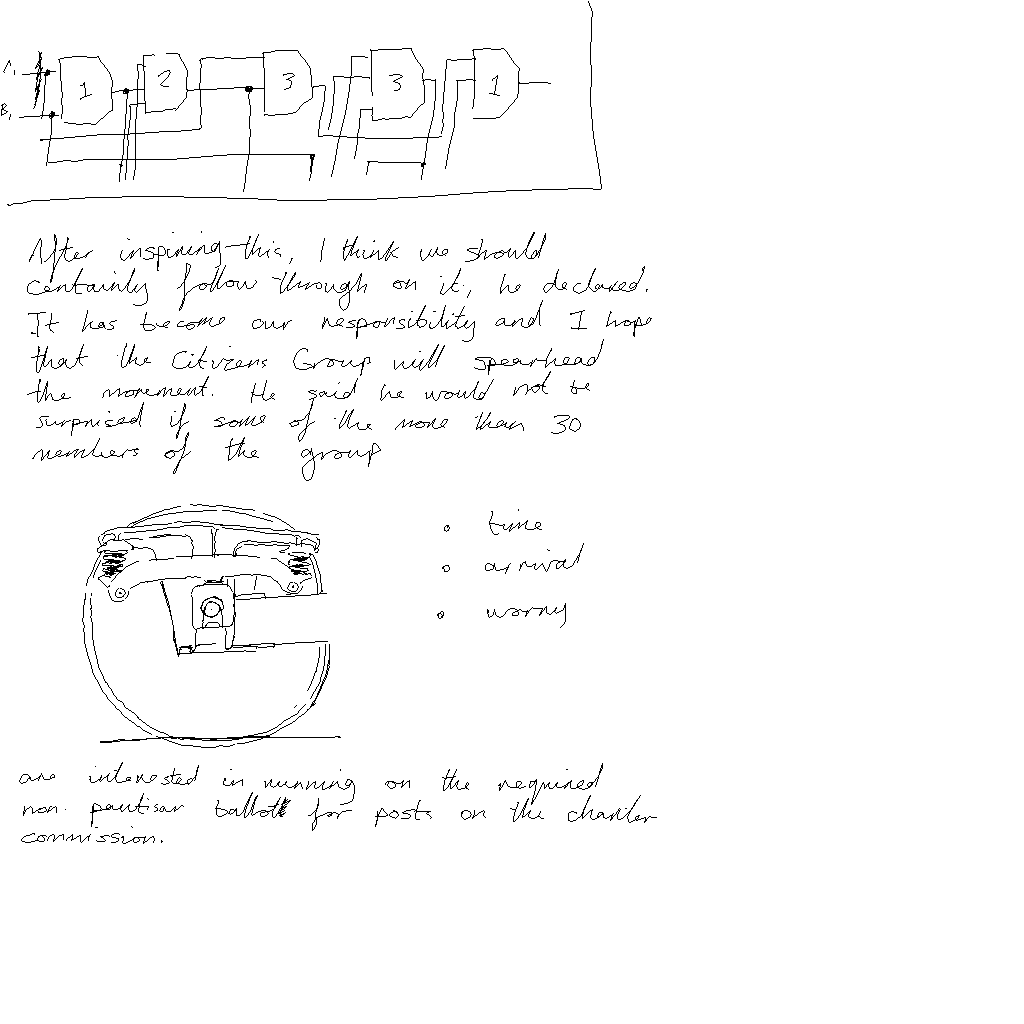 A₁
B₁
1 2 3 3 1
After inspiring this, I think we should
certainly follow through on it, he declared.
It has become our responsibility and I hope
that the Citizens Group will spearhead
the movement. He said he would not be
surprised if some of the more than 30
members of the group
• time
• arrival
• worry
are interested in running on the required
non. partisan ballot for posts on the charter
commission.